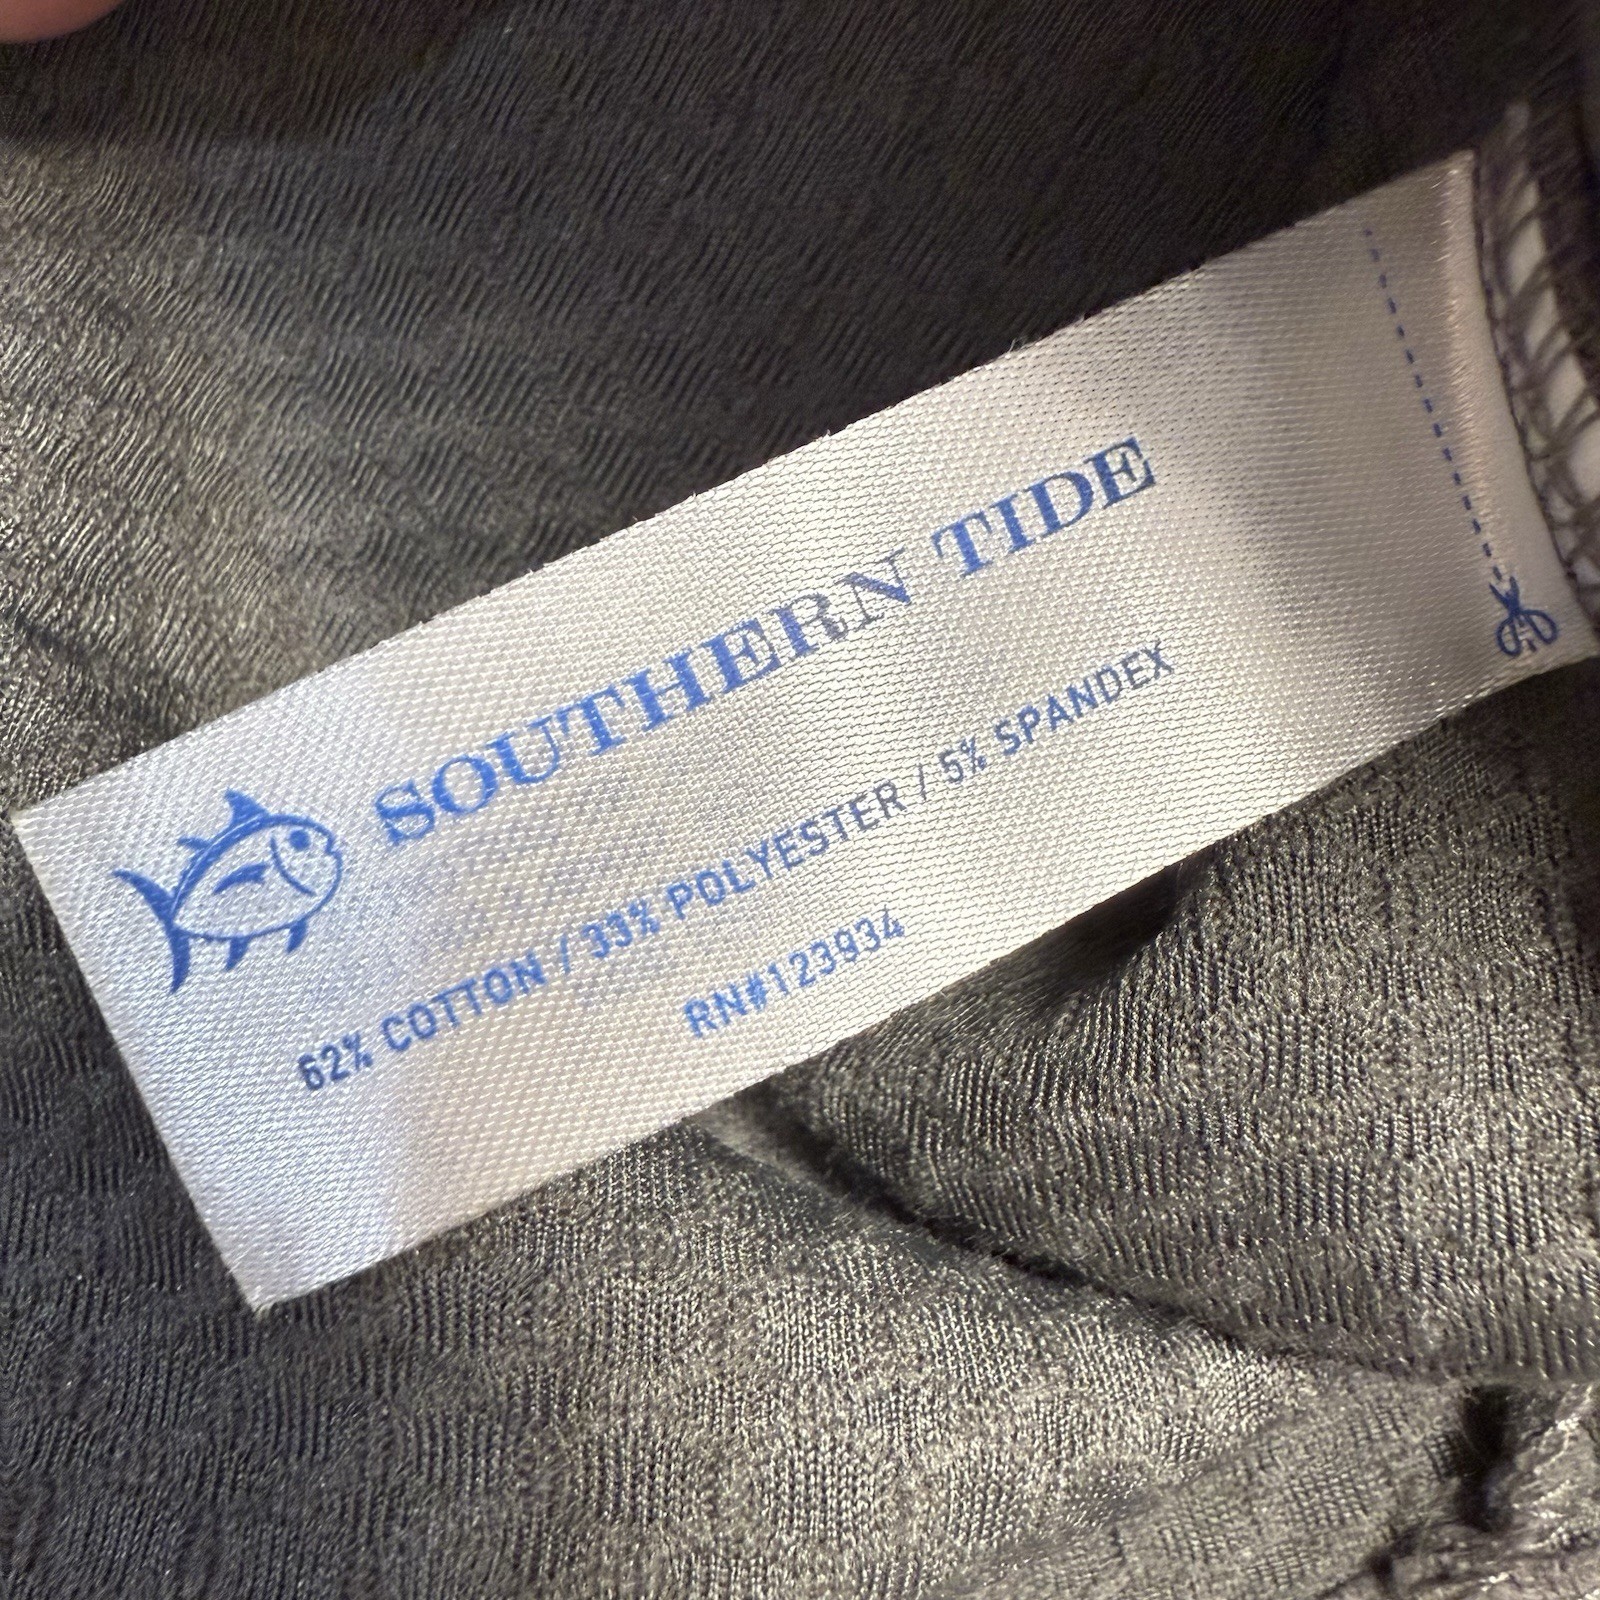 SOUTHERN TIDE
62% COTTON / 33% POLYESTER / 5% SPANDEX
RN#123934